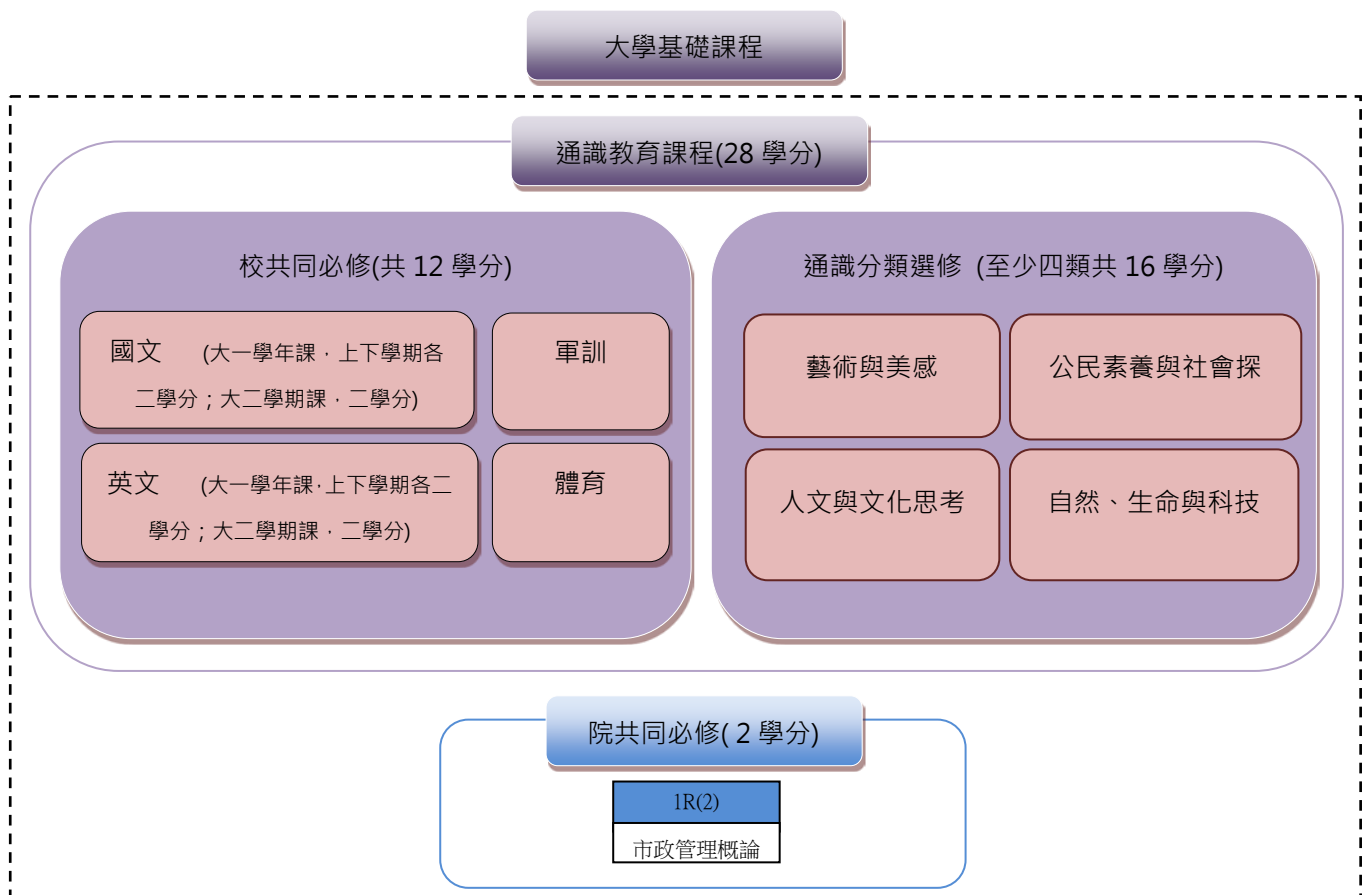 大學基礎課程
通識教育課程(28 學分)
校共同必修(共 12 學分)
國文 (大一學年課，上下學期各
二學分；大二學期課，二學分)
軍訓
英文 (大一學年課，上下學期各二
學分；大二學期課，二學分)
體育
通識分類選修 (至少四類共 16 學分)
藝術與美感
公民素養與社會探
人文與文化思考
自然、生命與科技
院共同必修( 2 學分)
1R(2)
市政管理概論